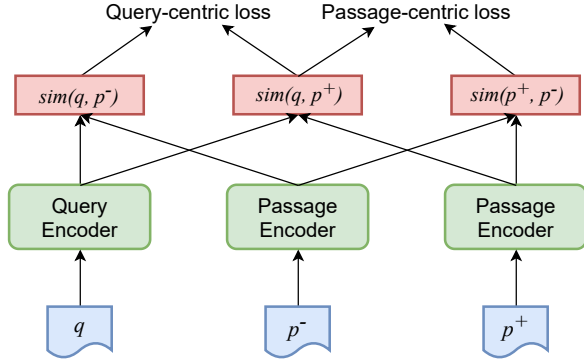 Query-centric loss Passage-centric loss
sim(q, p⁻) sim(q, p⁺) sim(p⁺, p⁻)
Query Passage Passage
Encoder Encoder Encoder
q p⁻ p⁺